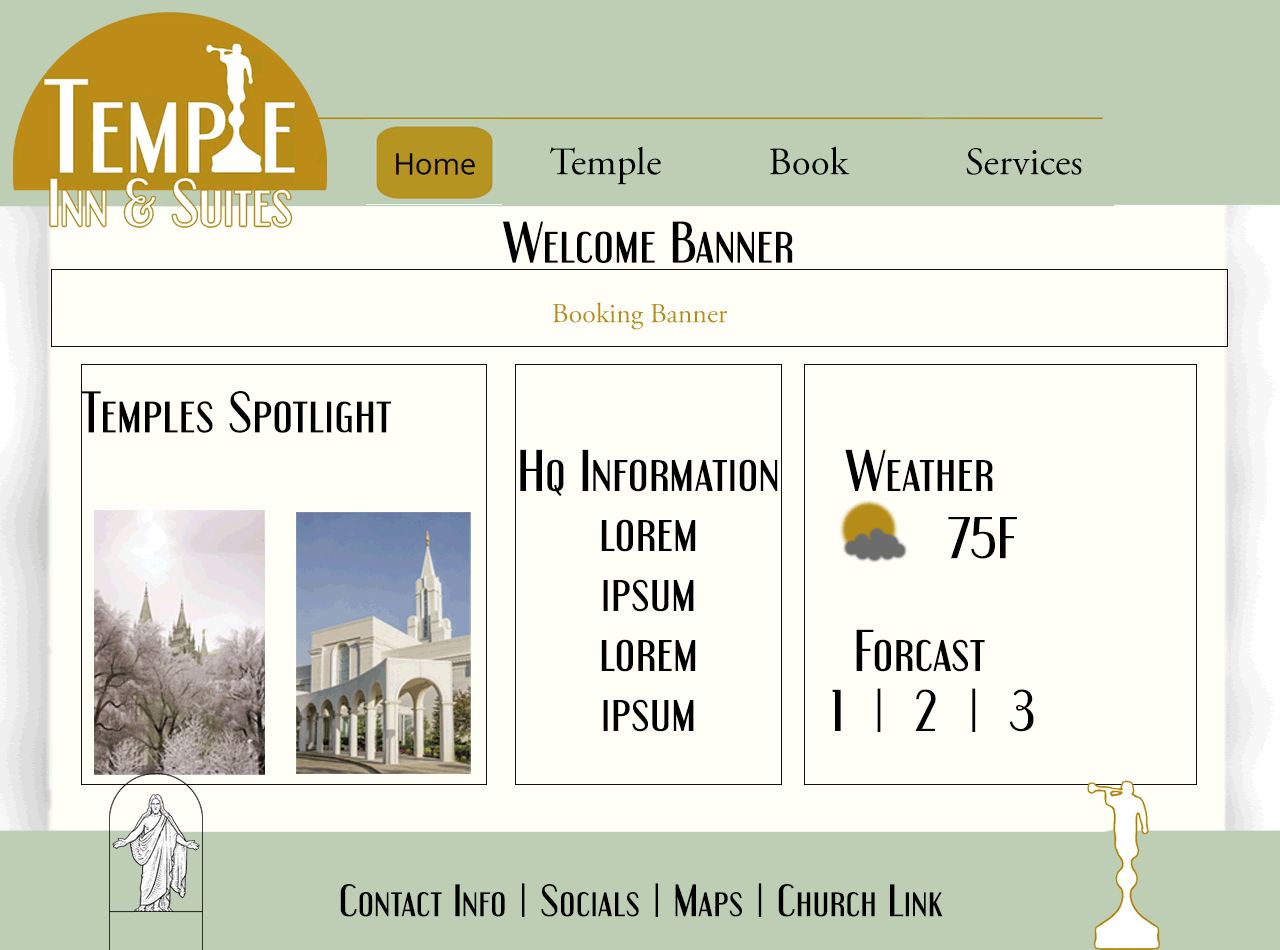 Temple
Inn & Suites
Home
Temple
Book
Services
Welcome Banner
Booking Banner
Temples Spotlight
Hq Information
lorem
ipsum
lorem
ipsum
Weather
75F
Forcast
1 | 2 | 3
Contact Info | Socials | Maps | Church Link